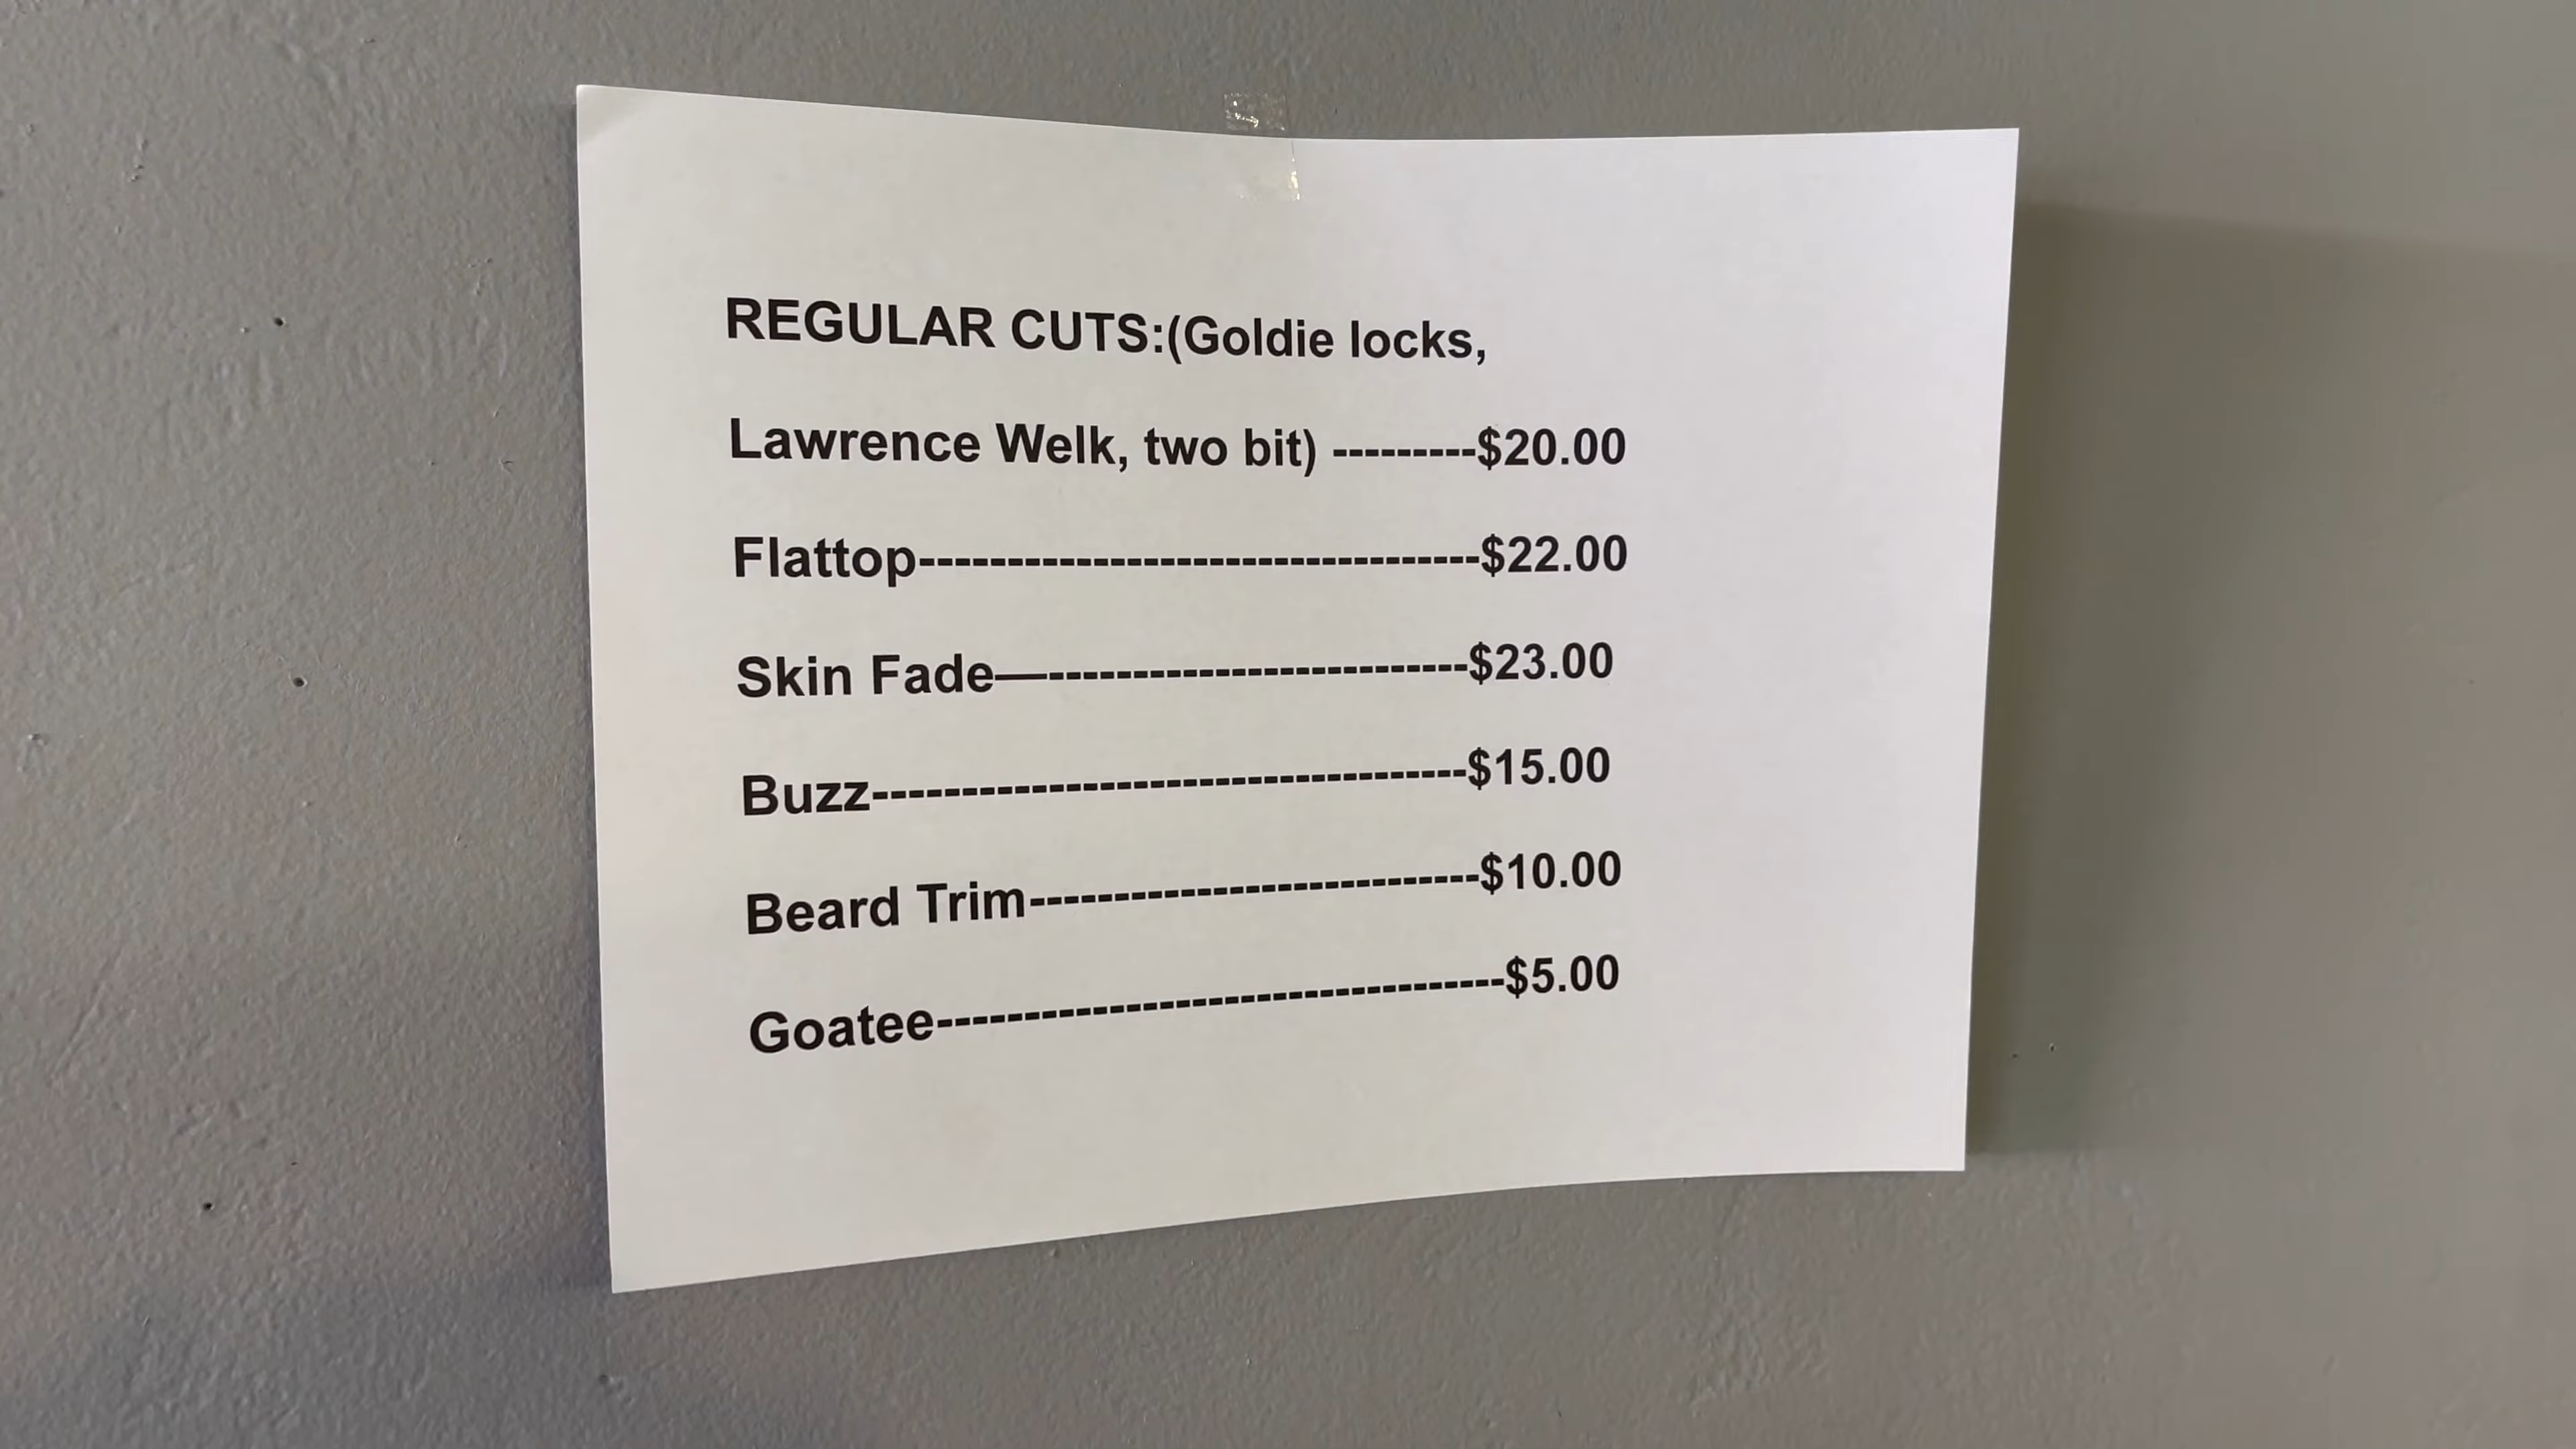 REGULAR CUTS:(Goldie locks,
Lawrence Welk, two bit) ---------$20.00
Flattop-----------------------------------$22.00
Skin Fade—--------------------------$23.00
Buzz-------------------------------------$15.00
Beard Trim---------------------------$10.00
Goatee-----------------------------------$5.00